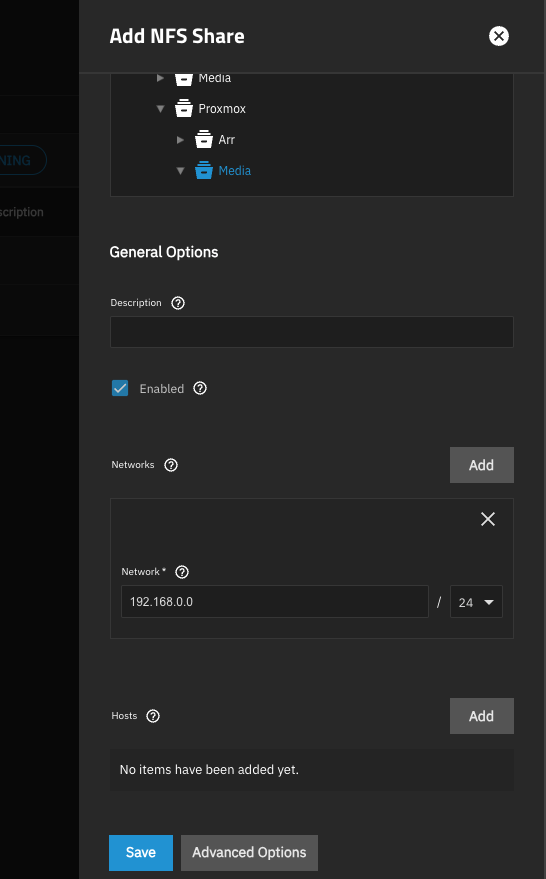 Add NFS Share
Media
Proxmox
Arr
NING
Media
scription
General Options
Description
Enabled
Networks
Add
Network *
192.168.0.0 / 24
Hosts
Add
No items have been added yet.
Save
Advanced Options